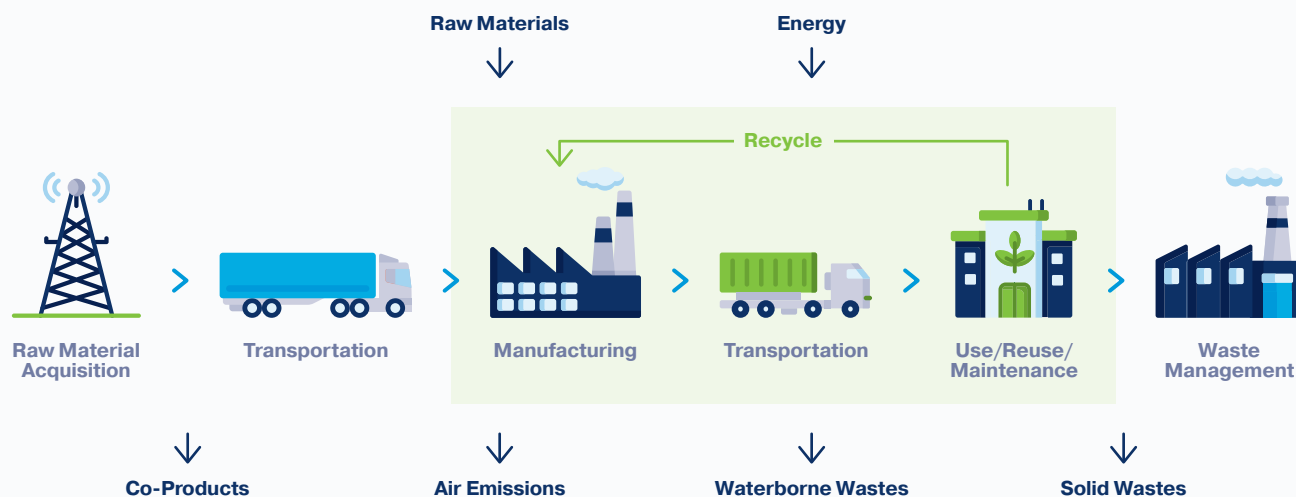 Raw Materials
Energy
Recycle
Raw Material
Acquisition
Transportation
Manufacturing
Transportation
Use/Reuse/
Maintenance
Waste
Management
Co-Products
Air Emissions
Waterborne Wastes
Solid Wastes